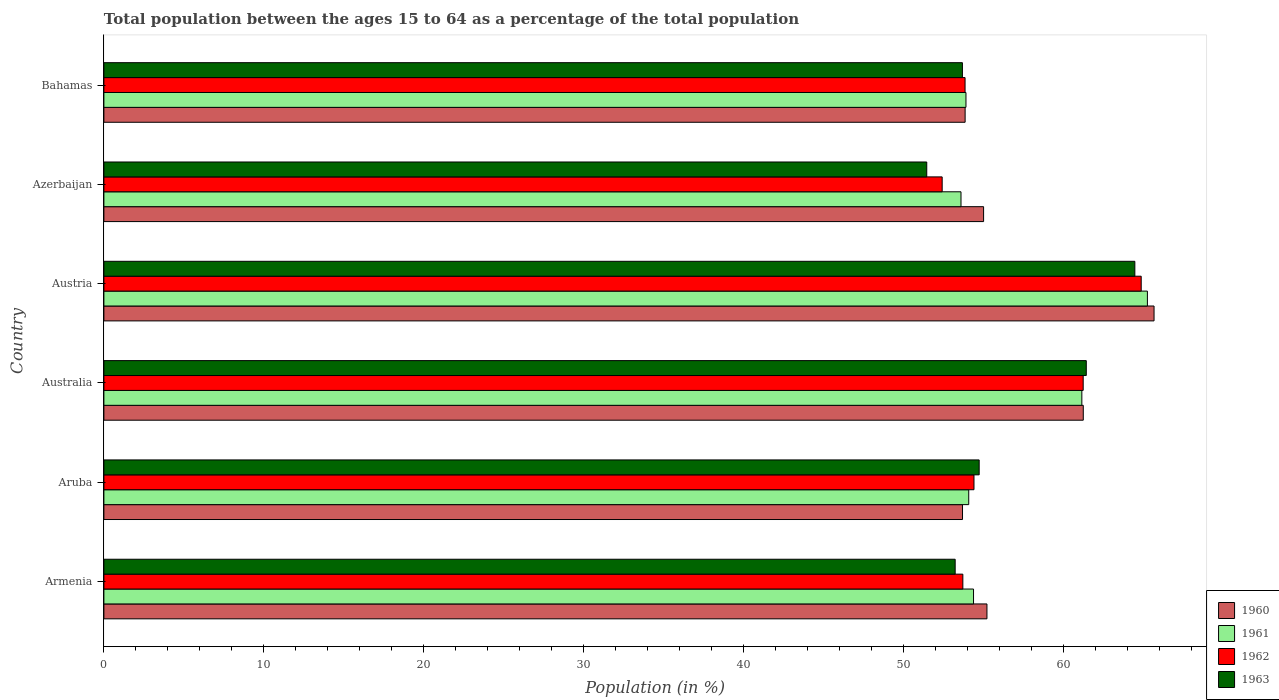 Total population between the ages 15 to 64 as a percentage of the total population
Bahamas
Azerbaijan
Austria
Australia
Aruba
Armenia
Country
0
10
20
30
40
50
60
Population (in %)
1960
1961
1962
1963